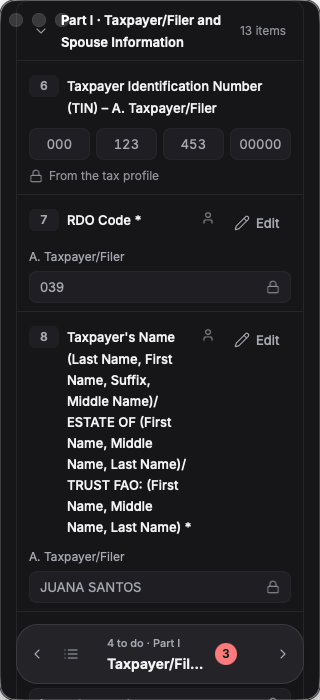 Part I · Taxpayer/Filer and
Spouse Information
13 items
6
Taxpayer Identification Number
(TIN) – A. Taxpayer/Filer
000
123
453
00000
From the tax profile
7
RDO Code *
Edit
A. Taxpayer/Filer
039
8
Taxpayer's Name
(Last Name, First
Name, Suffix,
Middle Name)/
ESTATE OF (First
Name, Middle
Name, Last Name)/
TRUST FAO: (First
Name, Middle
Name, Last Name) *
Edit
A. Taxpayer/Filer
JUANA SANTOS
4 to do · Part I
Taxpayer/Fil...
3